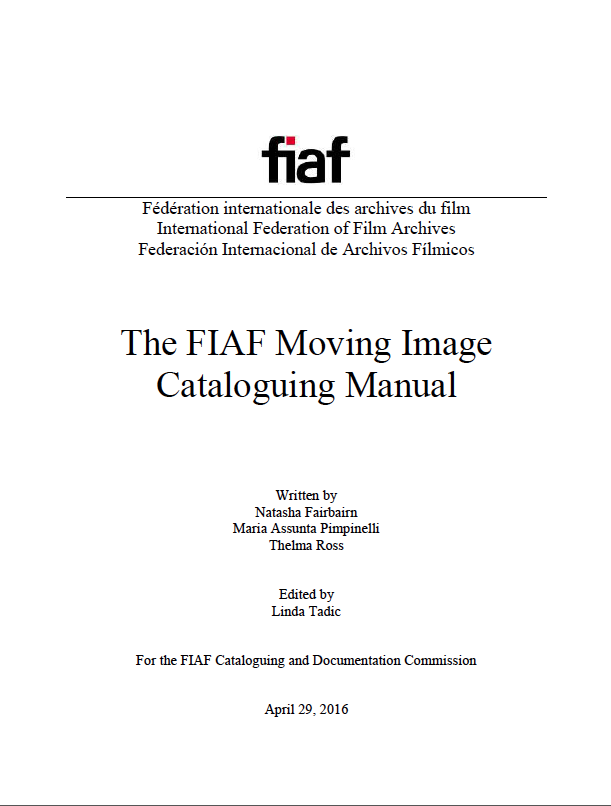 fiaf
Fédération internationale des archives du film
International Federation of Film Archives
Federación Internacional de Archivos Fílmicos
The FIAF Moving Image
Cataloguing Manual
Written by
Natasha Fairbairn
Maria Assunta Pimpinelli
Thelma Ross
Edited by
Linda Tadic
For the FIAF Cataloguing and Documentation Commission
April 29, 2016